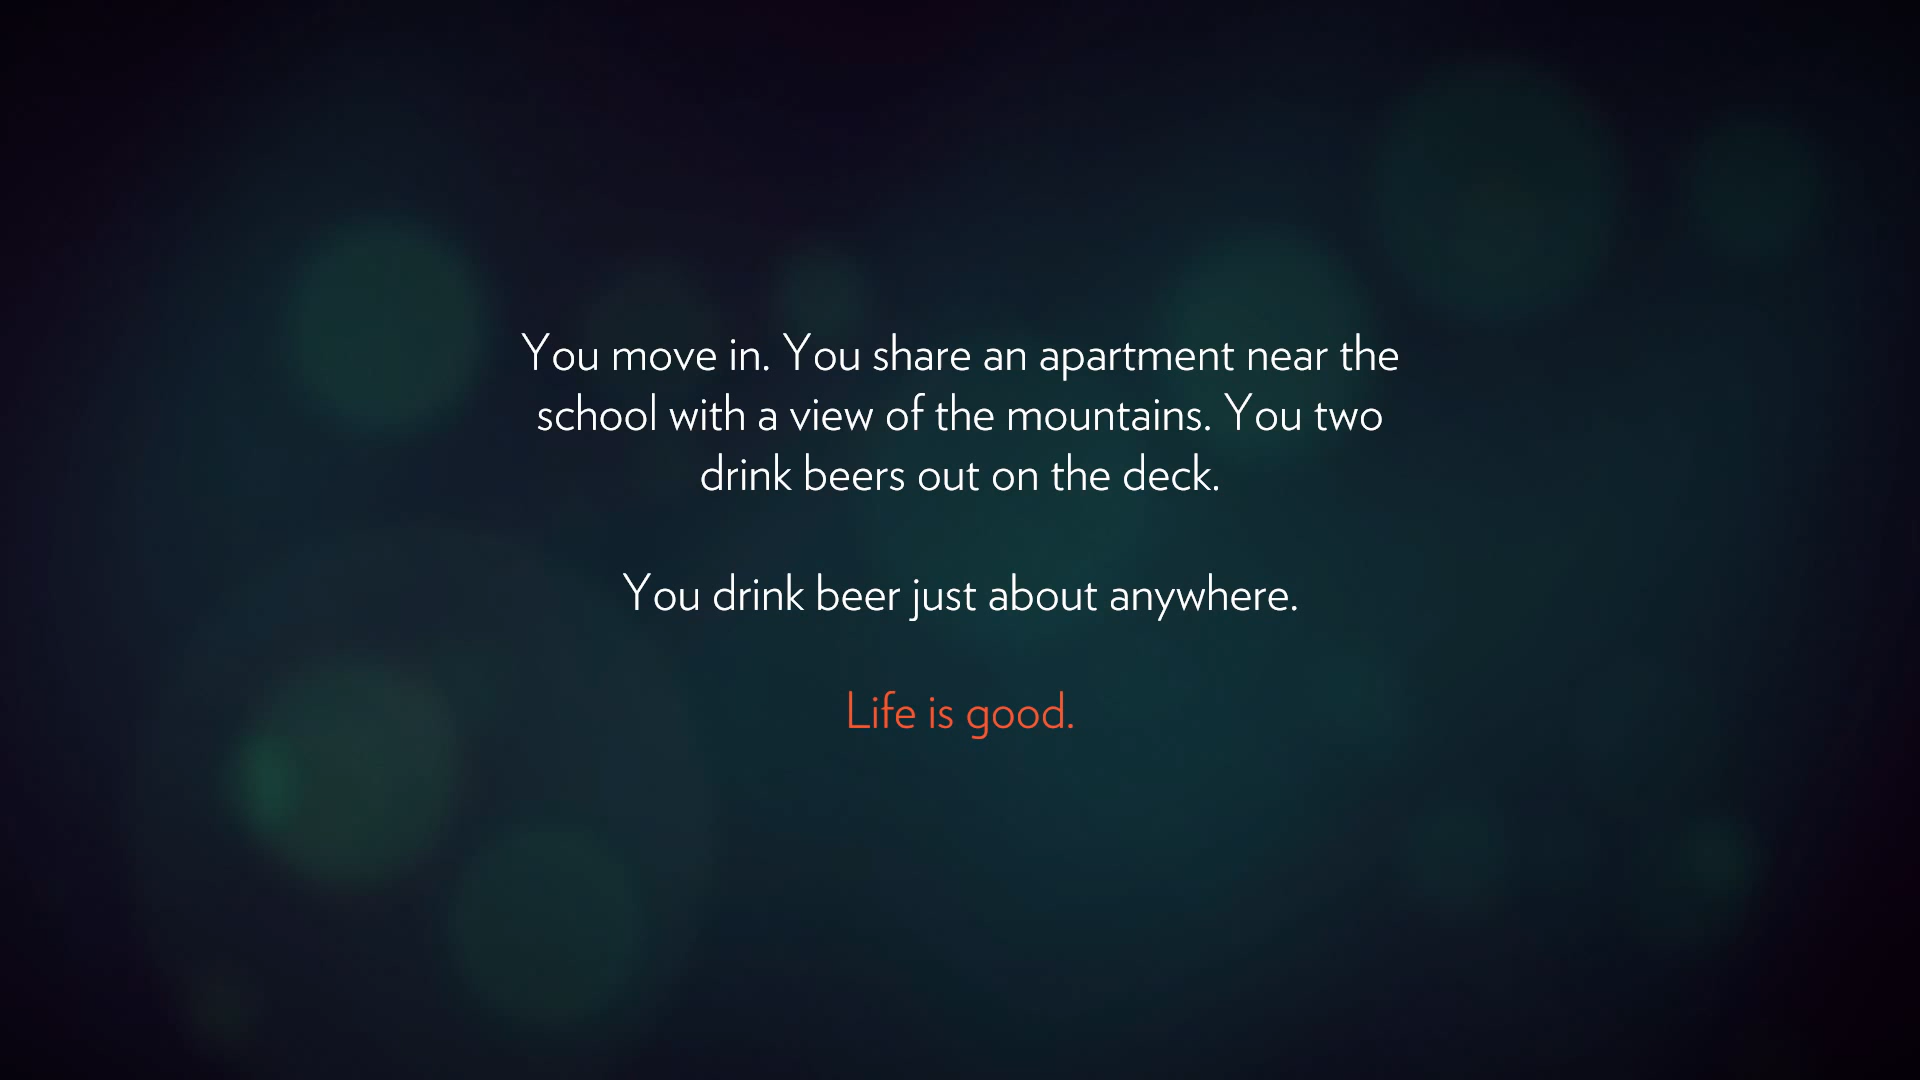 You move in. You share an apartment near the
school with a view of the mountains. You two
drink beers out on the deck.
You drink beer just about anywhere.
Life is good.